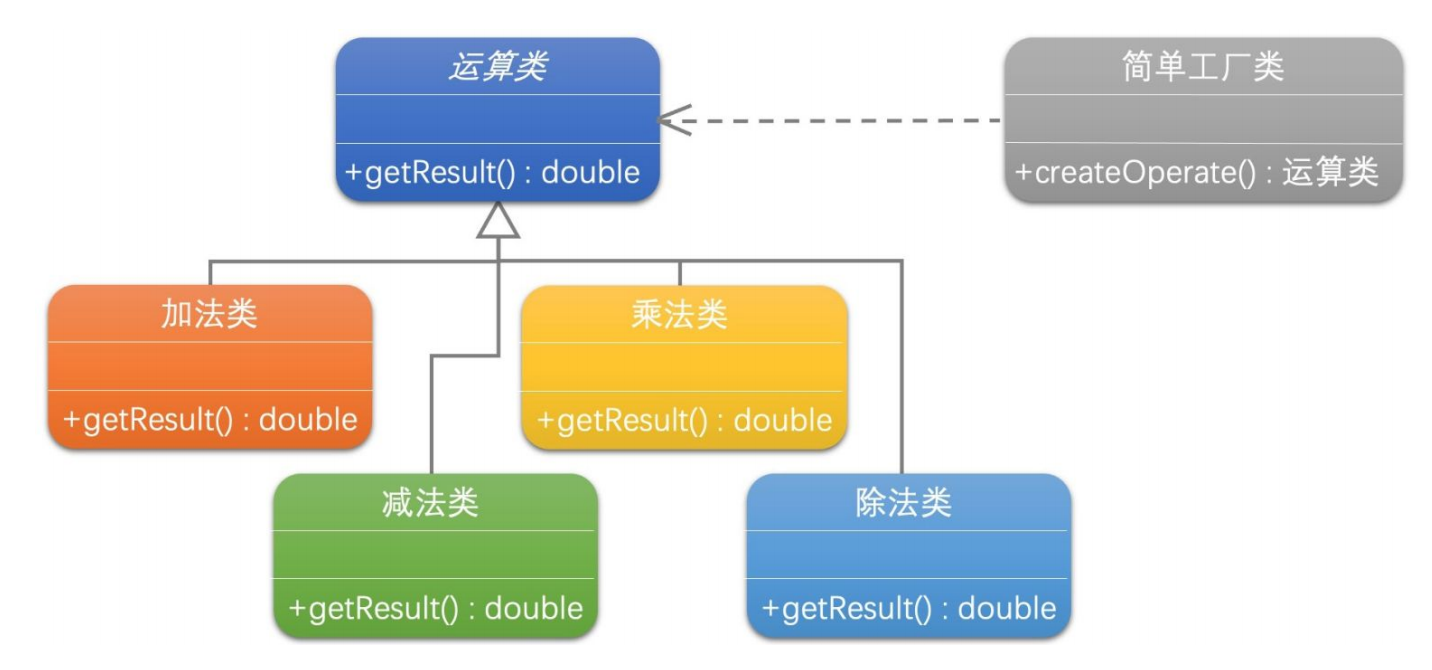 运算类
+getResult() : double
简单工厂类
+createOperate() : 运算类
加法类
+getResult() : double
乘法类
+getResult() : double
减法类
+getResult() : double
除法类
+getResult() : double